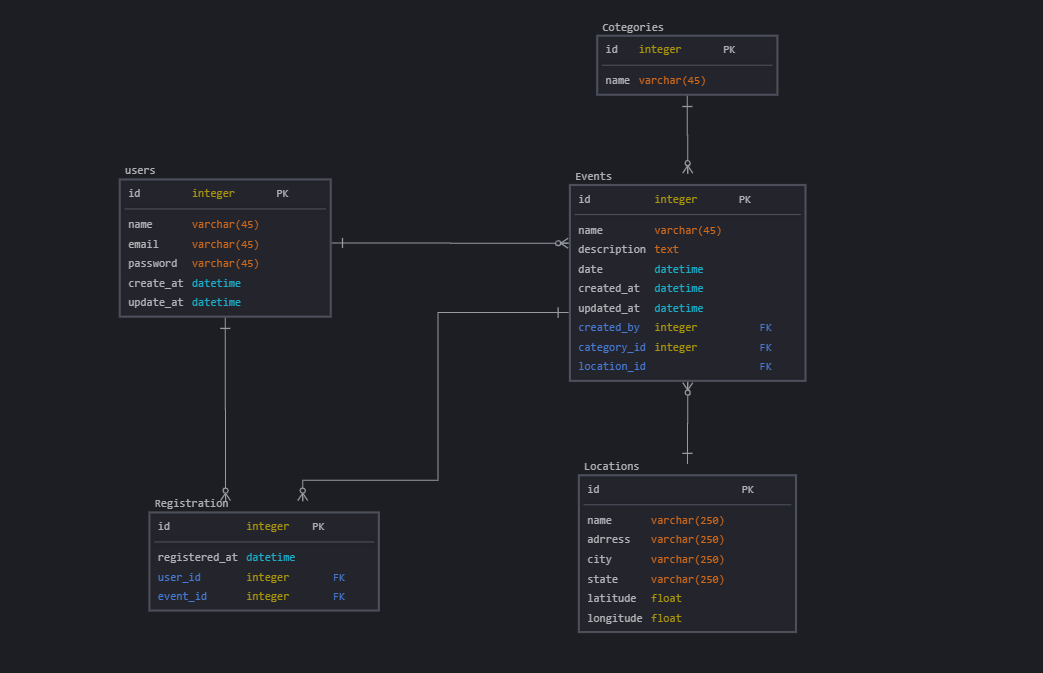 Cotegories
id integer PK
name varchar(45)
users
id integer PK
name varchar(45)
email varchar(45)
password varchar(45)
create_at datetime
update_at datetime
Events
id integer PK
name varchar(45)
description text
date datetime
created_at datetime
updated_at datetime
created_by integer FK
category_id integer FK
location_id FK
Registration
id integer PK
registered_at datetime
user_id integer FK
event_id integer FK
Locations
id PK
name varchar(250)
adrress varchar(250)
city varchar(250)
state varchar(250)
latitude float
longitude float